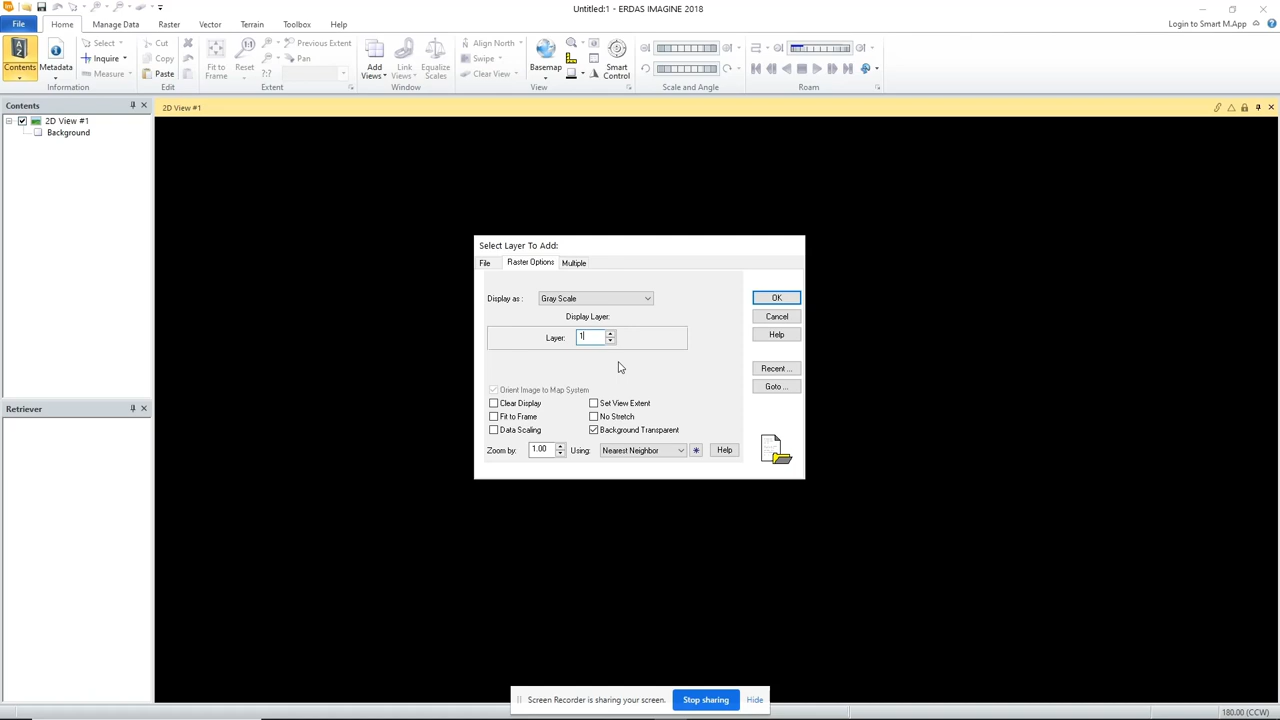 Untitled:1 - ERDAS IMAGINE 2018
File Home Manage Data Raster Vector Terrain Toolbox Help
Login to Smart M.App
Contents
Metadata
Select
Inquire
Measure
Information
Cut
Copy
Paste
Edit
Fit to Frame
Reset
?:?
Previous Extent
Pan
Extent
Add Views
Link Views
Equalize Scales
Align North
Swipe
Clear View
Window
Basemap
Smart Control
View
Scale and Angle
Roam
Contents
2D View #1
Background
2D View #1
Retriever
Select Layer To Add:
File Raster Options Multiple
Display as : Gray Scale
Display Layer:
Layer: 1
Orient Image to Map System
Clear Display Set View Extent
Fit to Frame No Stretch
Data Scaling Background Transparent
Zoom by: 1.00 Using: Nearest Neighbor Help
OK
Cancel
Help
Recent ...
Goto ...
Screen Recorder is sharing your screen. Stop sharing Hide
180.00 (CCW)